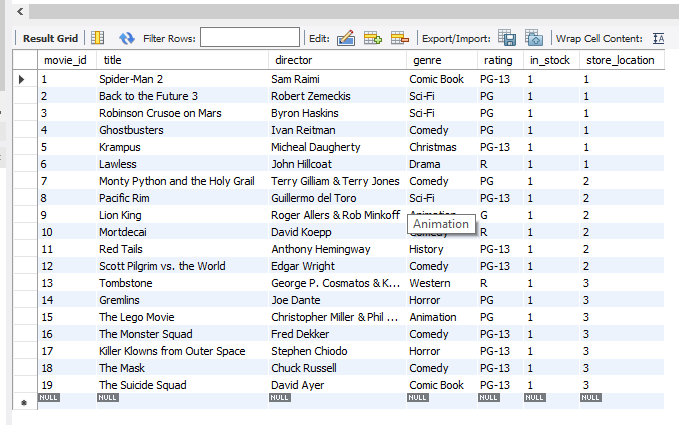 Result Grid Filter Rows: Edit: Export/Import: Wrap Cell Content:
movie_id title director genre rating in_stock store_location
1 Spider-Man 2 Sam Raimi Comic Book PG-13 1 1
2 Back to the Future 3 Robert Zemeckis Sci-Fi PG 1 1
3 Robinson Crusoe on Mars Byron Haskins Sci-Fi PG 1 1
4 Ghostbusters Ivan Reitman Comedy PG 1 1
5 Krampus Micheal Daugherty Christmas PG-13 1 1
6 Lawless John Hillcoat Drama R 1 1
7 Monty Python and the Holy Grail Terry Gilliam & Terry Jones Comedy PG 1 2
8 Pacific Rim Guillermo del Toro Sci-Fi PG-13 1 2
9 Lion King Roger Allers & Rob Minkoff Animation G 1 2
Animation
10 Mortdecai David Koepp Comedy R 1 2
11 Red Tails Anthony Hemingway History PG-13 1 2
12 Scott Pilgrim vs. the World Edgar Wright Comedy PG-13 1 2
13 Tombstone George P. Cosmatos & K... Western R 1 3
14 Gremlins Joe Dante Horror PG 1 3
15 The Lego Movie Christopher Miller & Phil ... Animation PG 1 3
16 The Monster Squad Fred Dekker Comedy PG-13 1 3
17 Killer Klowns from Outer Space Stephen Chiodo Horror PG-13 1 3
18 The Mask Chuck Russell Comedy PG-13 1 3
19 The Suicide Squad David Ayer Comic Book PG-13 1 3
NULL NULL NULL NULL NULL NULL NULL